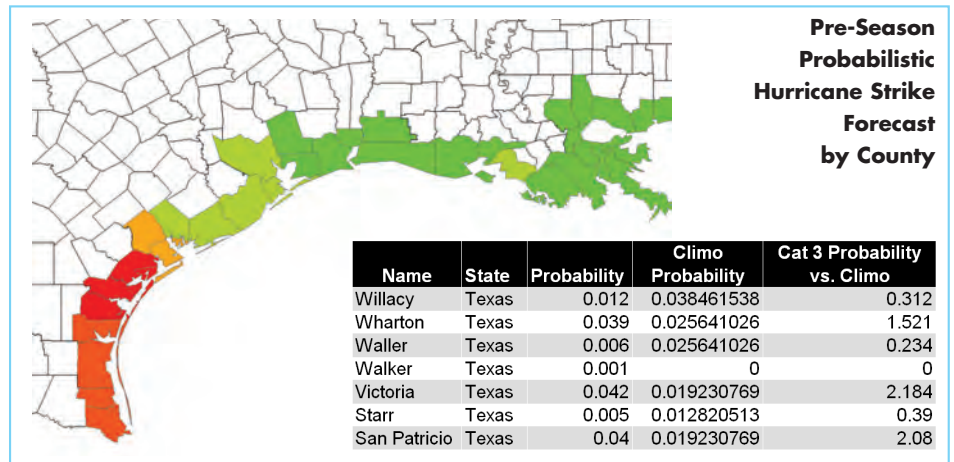 Pre-Season
Probabilistic
Hurricane Strike
Forecast
by County
Name State Probability Climo Probability Cat 3 Probability vs. Climo
Willacy Texas 0.012 0.038461538 0.312
Wharton Texas 0.039 0.025641026 1.521
Waller Texas 0.006 0.025641026 0.234
Walker Texas 0.001 0 0
Victoria Texas 0.042 0.019230769 2.184
Starr Texas 0.005 0.012820513 0.39
San Patricio Texas 0.04 0.019230769 2.08